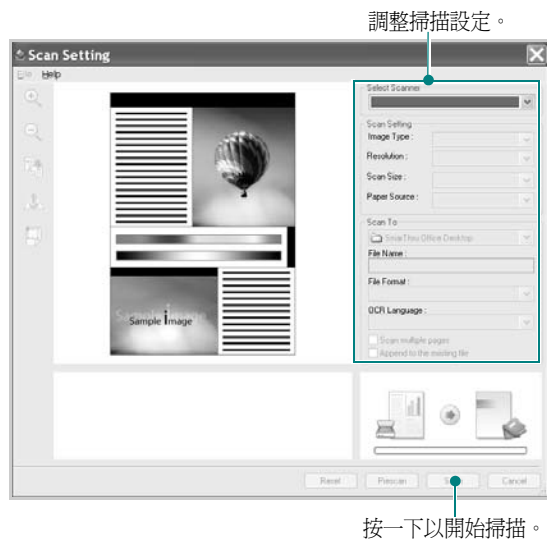 調整掃描設定。
Scan Setting
File Help
Select Scanner
Scan Setting
Image Type :
Resolution :
Scan Size :
Paper Source :
Scan To
SmarThru Office Desktop
File Name :
File Format :
OCR Language :
Scan multiple pages
Append to the existing file
Sample Image
Sample Image
Reset Prescan Cancel
按一下以開始掃描。